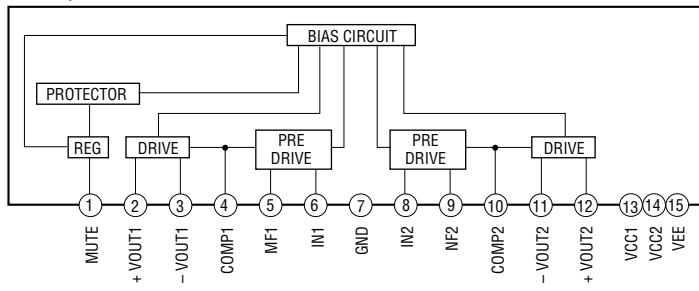 BIAS CIRCUIT
PROTECTOR
REG
DRIVE
PRE
DRIVE
PRE
DRIVE
DRIVE
1 2 3 4 5 6 7 8 9 10 11 12 13 14 15
MUTE
+ VOUT1
– VOUT1
COMP1
MF1
IN1
GND
IN2
NF2
COMP2
– VOUT2
+ VOUT2
VCC1
VCC2
VEE